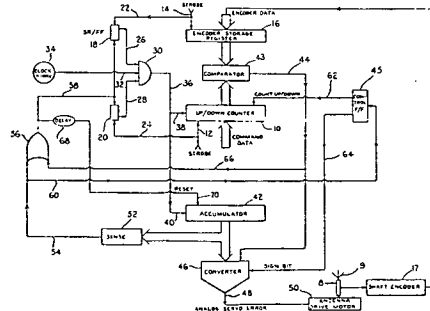 22
14
STROBE
ENCODER DATA
16
SR/FF
18
26
ENCODER STORAGE
REGISTER
34
30
43
44
CLOCK
32
COMPARATOR
36
62
45
58
28
COUNT UP/DOWN
CONTROL
F/F
UP/DOWN COUNTER
DELAY
20
38
10
56
68
24
12
COMMAND
DATA
STROBE
64
66
60
RESET
70
42
40
ACCUMULATOR
52
SENSE
54
46
CONVERTER
SIGN BIT
9
8
17
SHAFT ENCODER
48
50
ANTENNA
DRIVE MOTOR
ANALOG SERVO ERROR